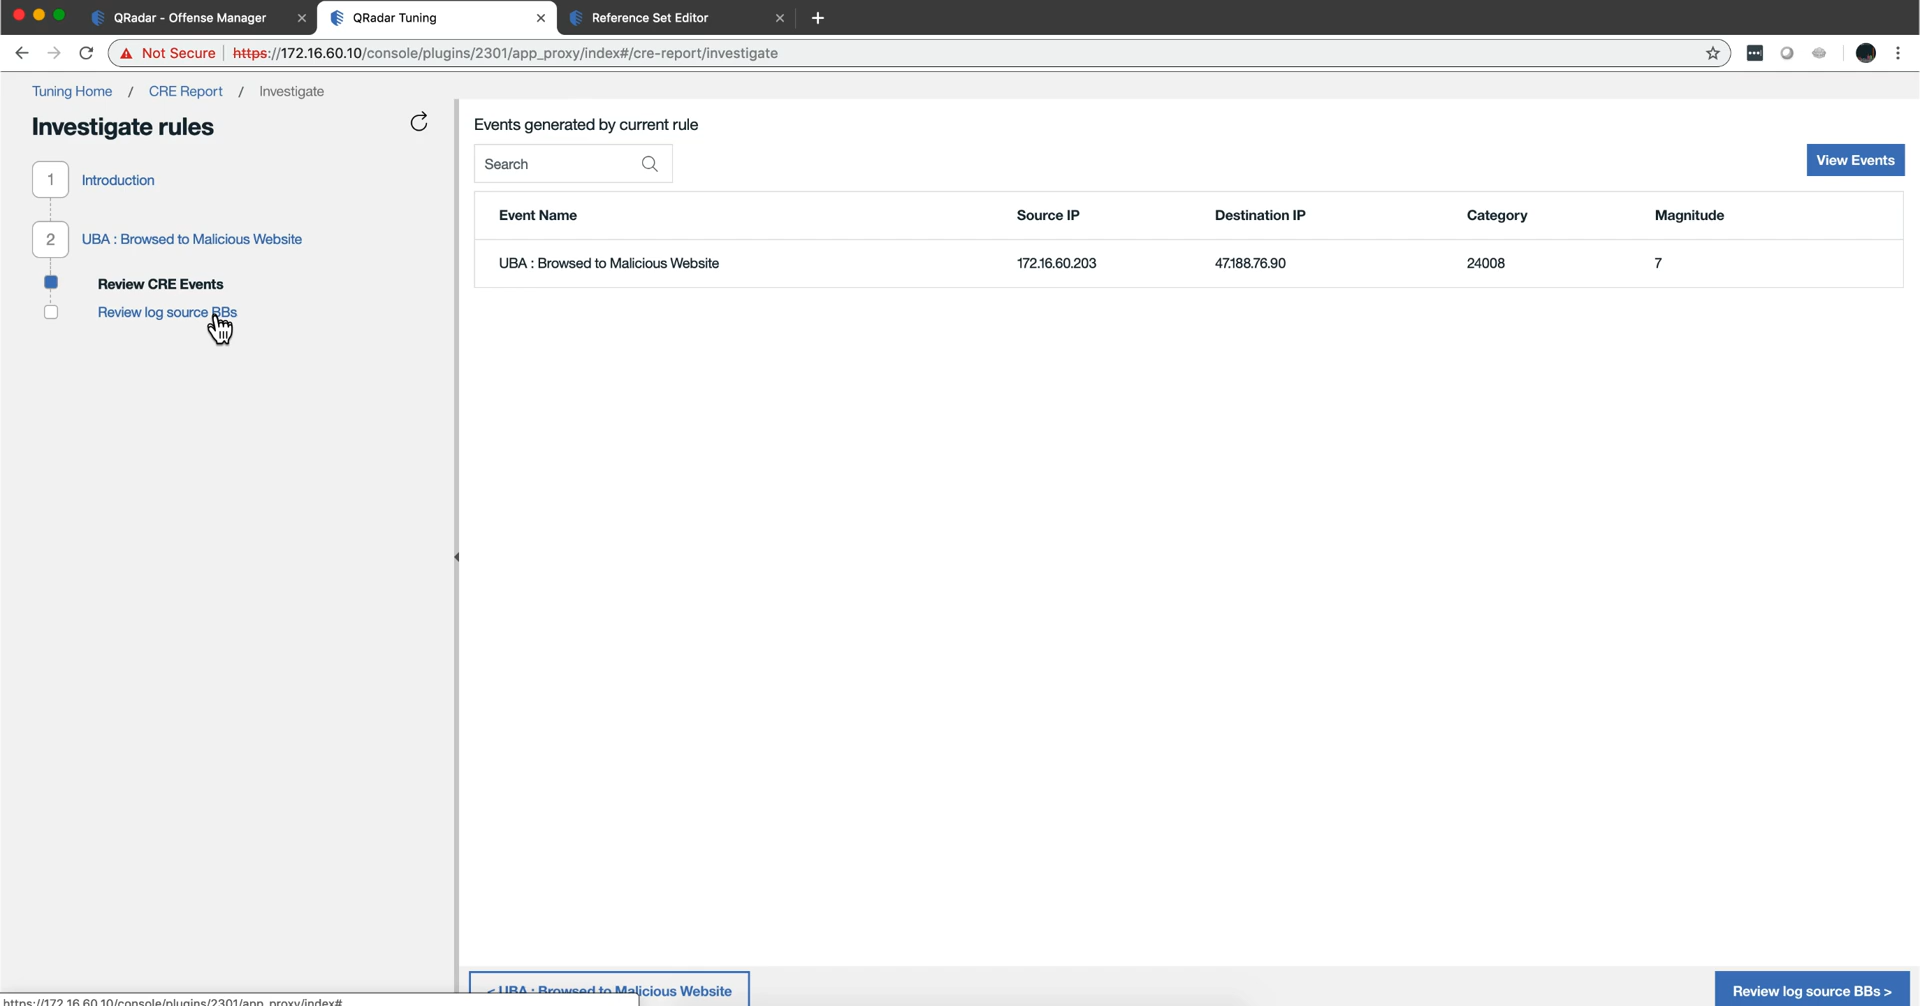 QRadar - Offense Manager
QRadar Tuning
Reference Set Editor
Not Secure
https://172.16.60.10/console/plugins/2301/app_proxy/index#/cre-report/investigate
Tuning Home / CRE Report / Investigate
Investigate rules
1 Introduction
2 UBA : Browsed to Malicious Website
Review CRE Events
Review log source BBs
Events generated by current rule
Search
View Events
Event Name Source IP Destination IP Category Magnitude
UBA : Browsed to Malicious Website 172.16.60.203 47.188.76.90 24008 7
< UBA : Browsed to Malicious Website
Review log source BBs >
https://172.16.60.10/console/plugins/2301/app_proxy/index#